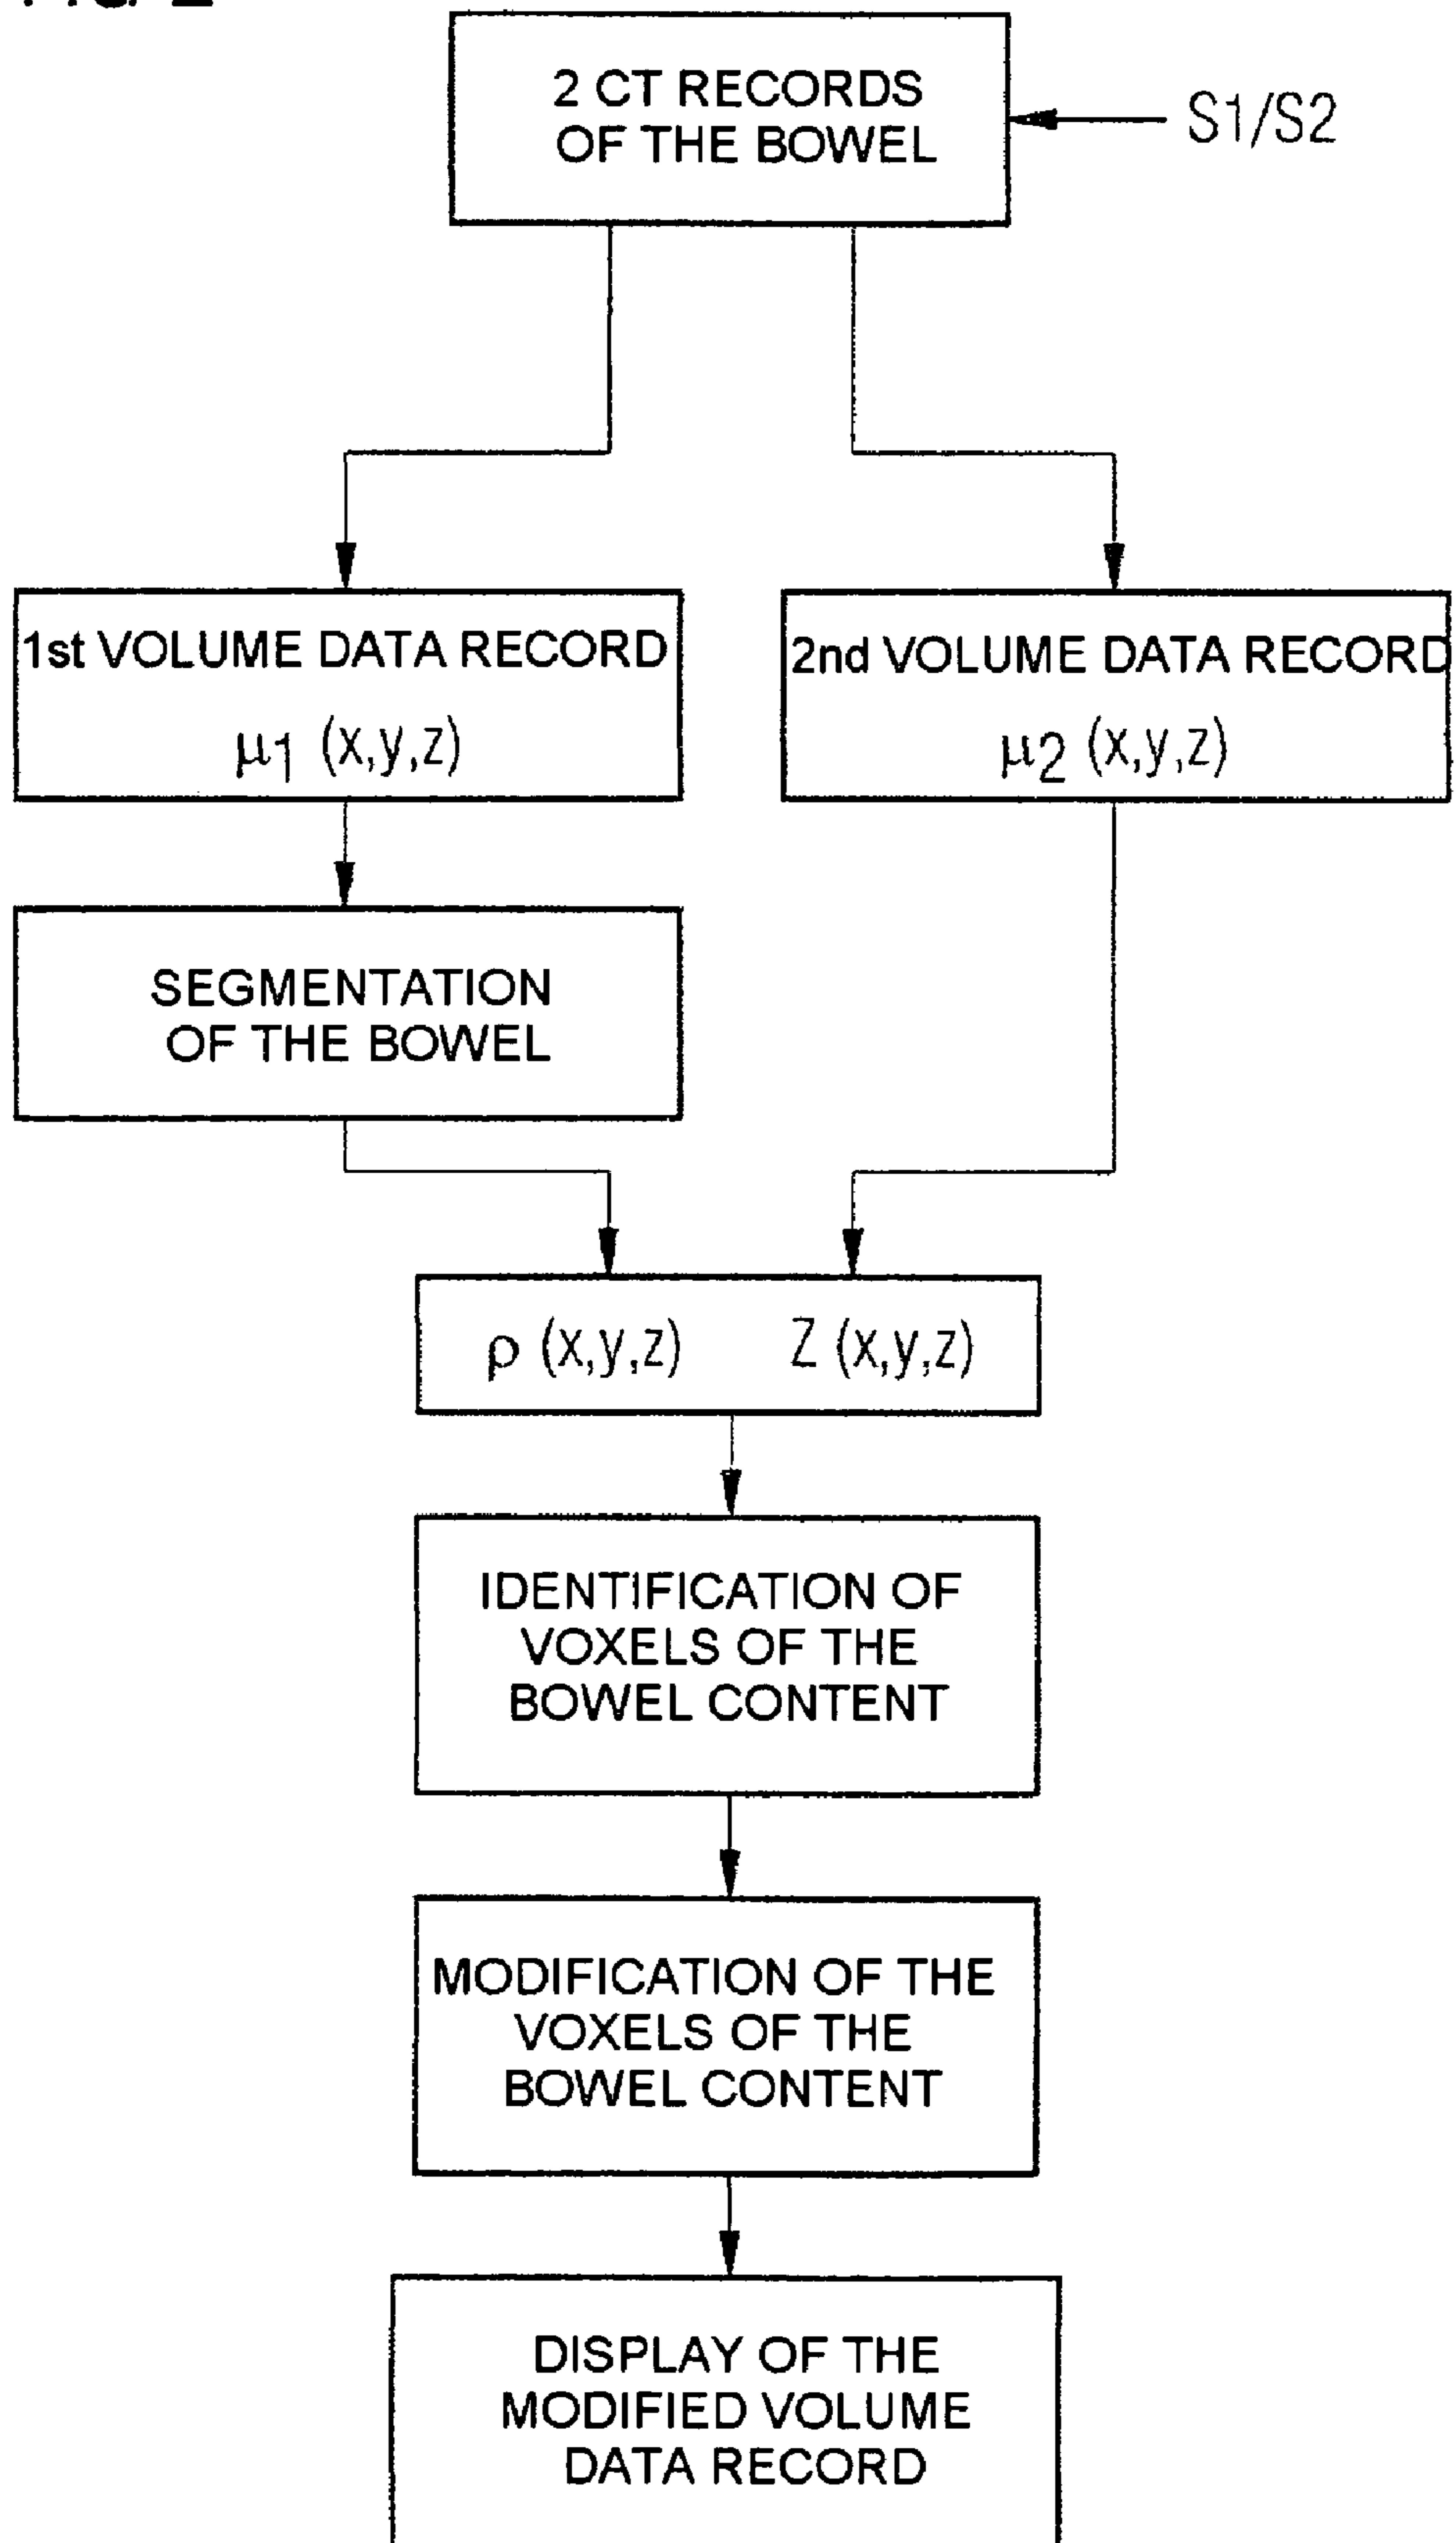 2 CT RECORDS
OF THE BOWEL
S1/S2
1st VOLUME DATA RECORD
μ1 (x,y,z)
2nd VOLUME DATA RECORD
μ2 (x,y,z)
SEGMENTATION
OF THE BOWEL
ρ (x,y,z) Z (x,y,z)
IDENTIFICATION OF
VOXELS OF THE
BOWEL CONTENT
MODIFICATION OF THE
VOXELS OF THE
BOWEL CONTENT
DISPLAY OF THE
MODIFIED VOLUME
DATA RECORD